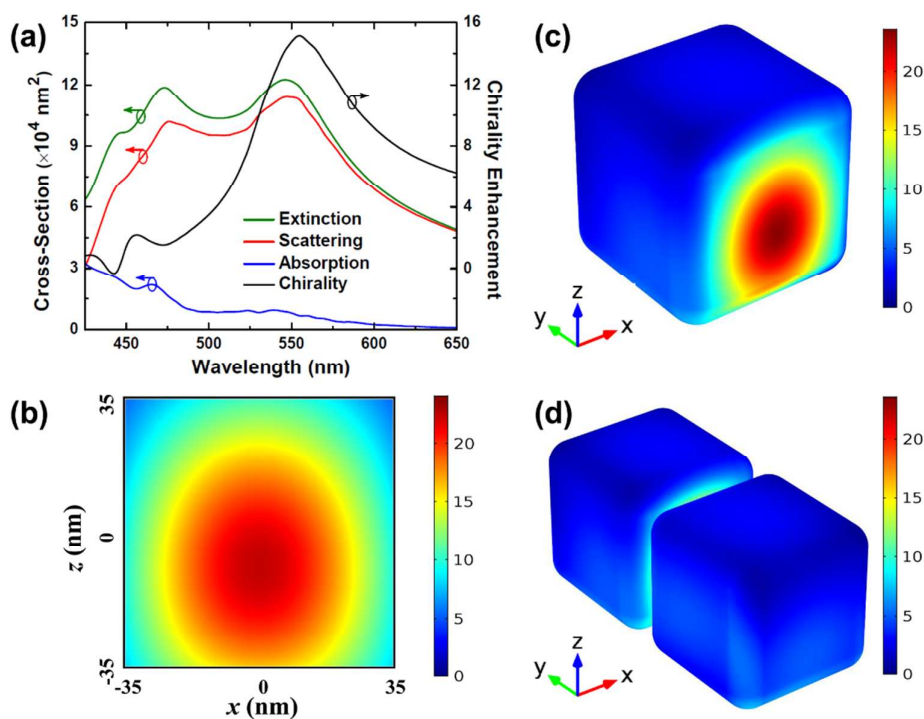 (a)
15
12
9
6
3
0
Cross-Section (×10⁴ nm²)
16
12
8
4
0
Chirality Enhancement
Extinction
Scattering
Absorption
Chirality
450 500 550 600 650
Wavelength (nm)
(b)
35
0
-35
z (nm)
-35 0 35
x (nm)
20
15
10
5
0
(c)
20
15
10
5
0
z
y
x
(d)
20
15
10
5
0
z
y
x